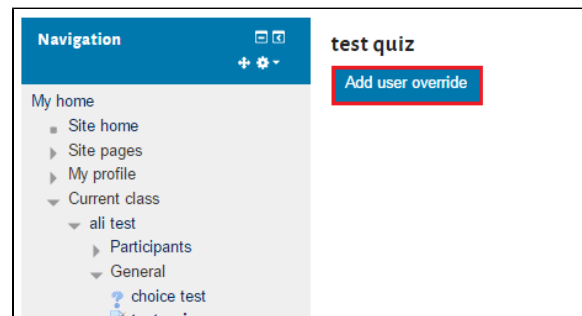 Navigation
My home
Site home
Site pages
My profile
Current class
ali test
Participants
General
choice test
test quiz
Add user override